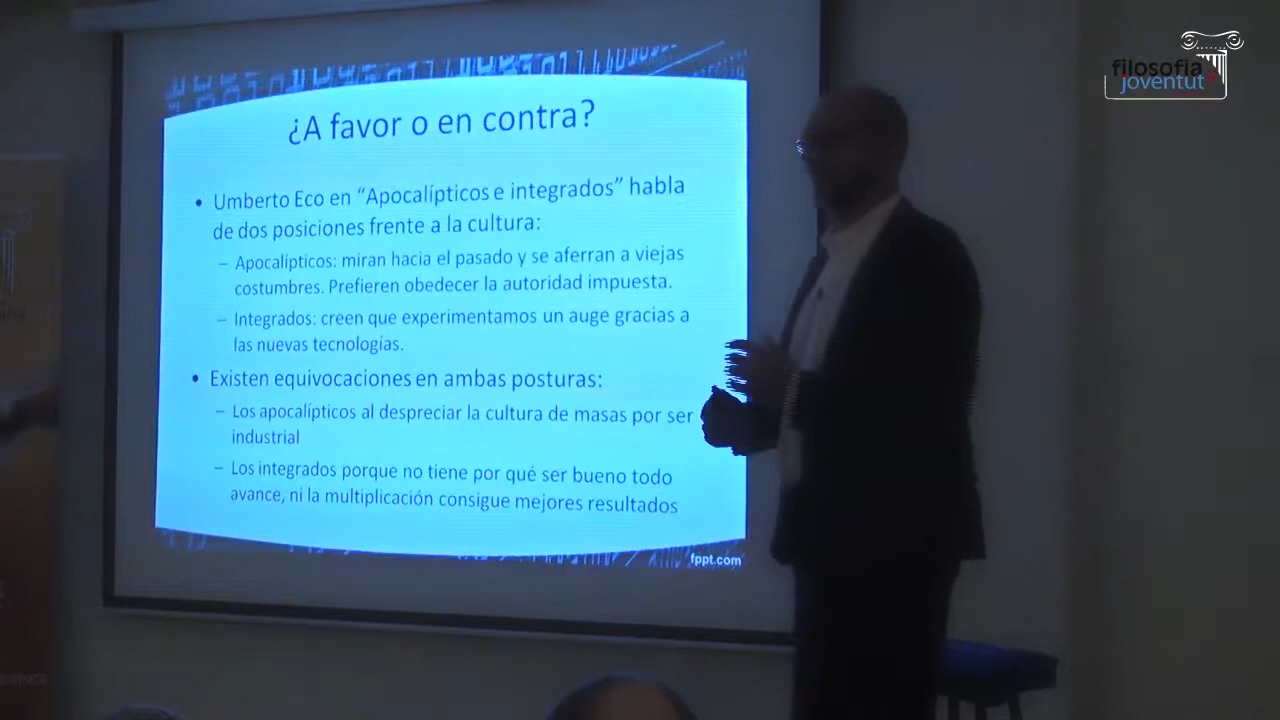 filosofia
joventut
¿A favor o en contra?
• Umberto Eco en “Apocalípticos e integrados” habla
de dos posiciones frente a la cultura:
– Apocalípticos: miran hacia el pasado y se aferran a viejas
costumbres. Prefieren obedecer la autoridad impuesta.
– Integrados: creen que experimentamos un auge gracias a
las nuevas tecnologías.
• Existen equivocaciones en ambas posturas:
– Los apocalípticos al despreciar la cultura de masas por ser
industrial
– Los integrados porque no tiene por qué ser bueno todo
avance, ni la multiplicación consigue mejores resultados
fppt.com